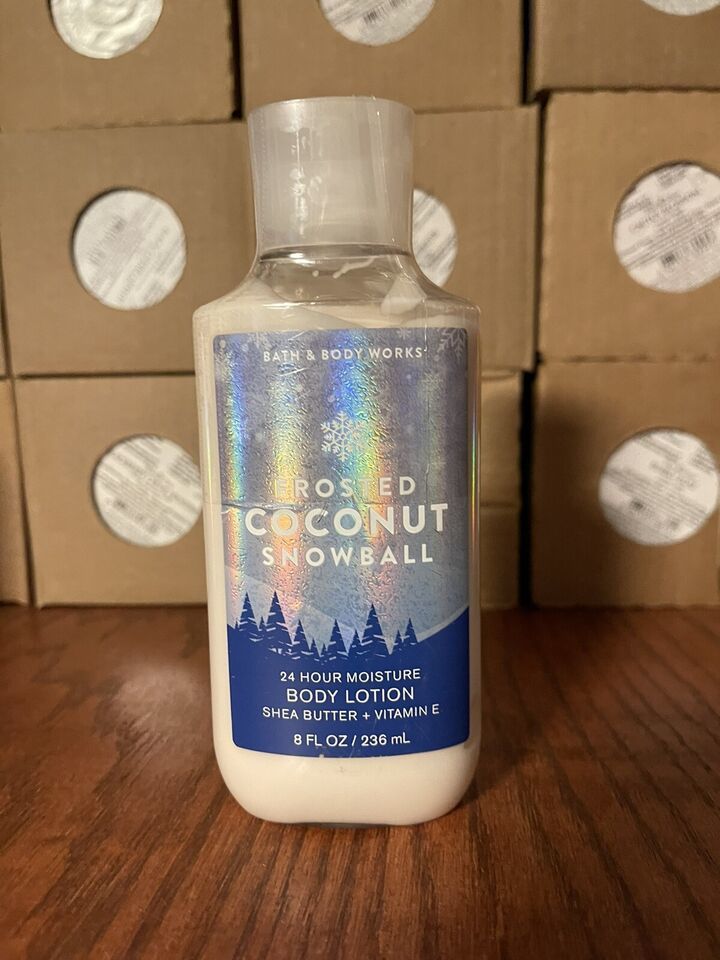 BATH & BODY WORKS
FROSTED
COCONUT
SNOWBALL
24 HOUR MOISTURE
BODY LOTION
SHEA BUTTER + VITAMIN E
8 FL OZ / 236 mL